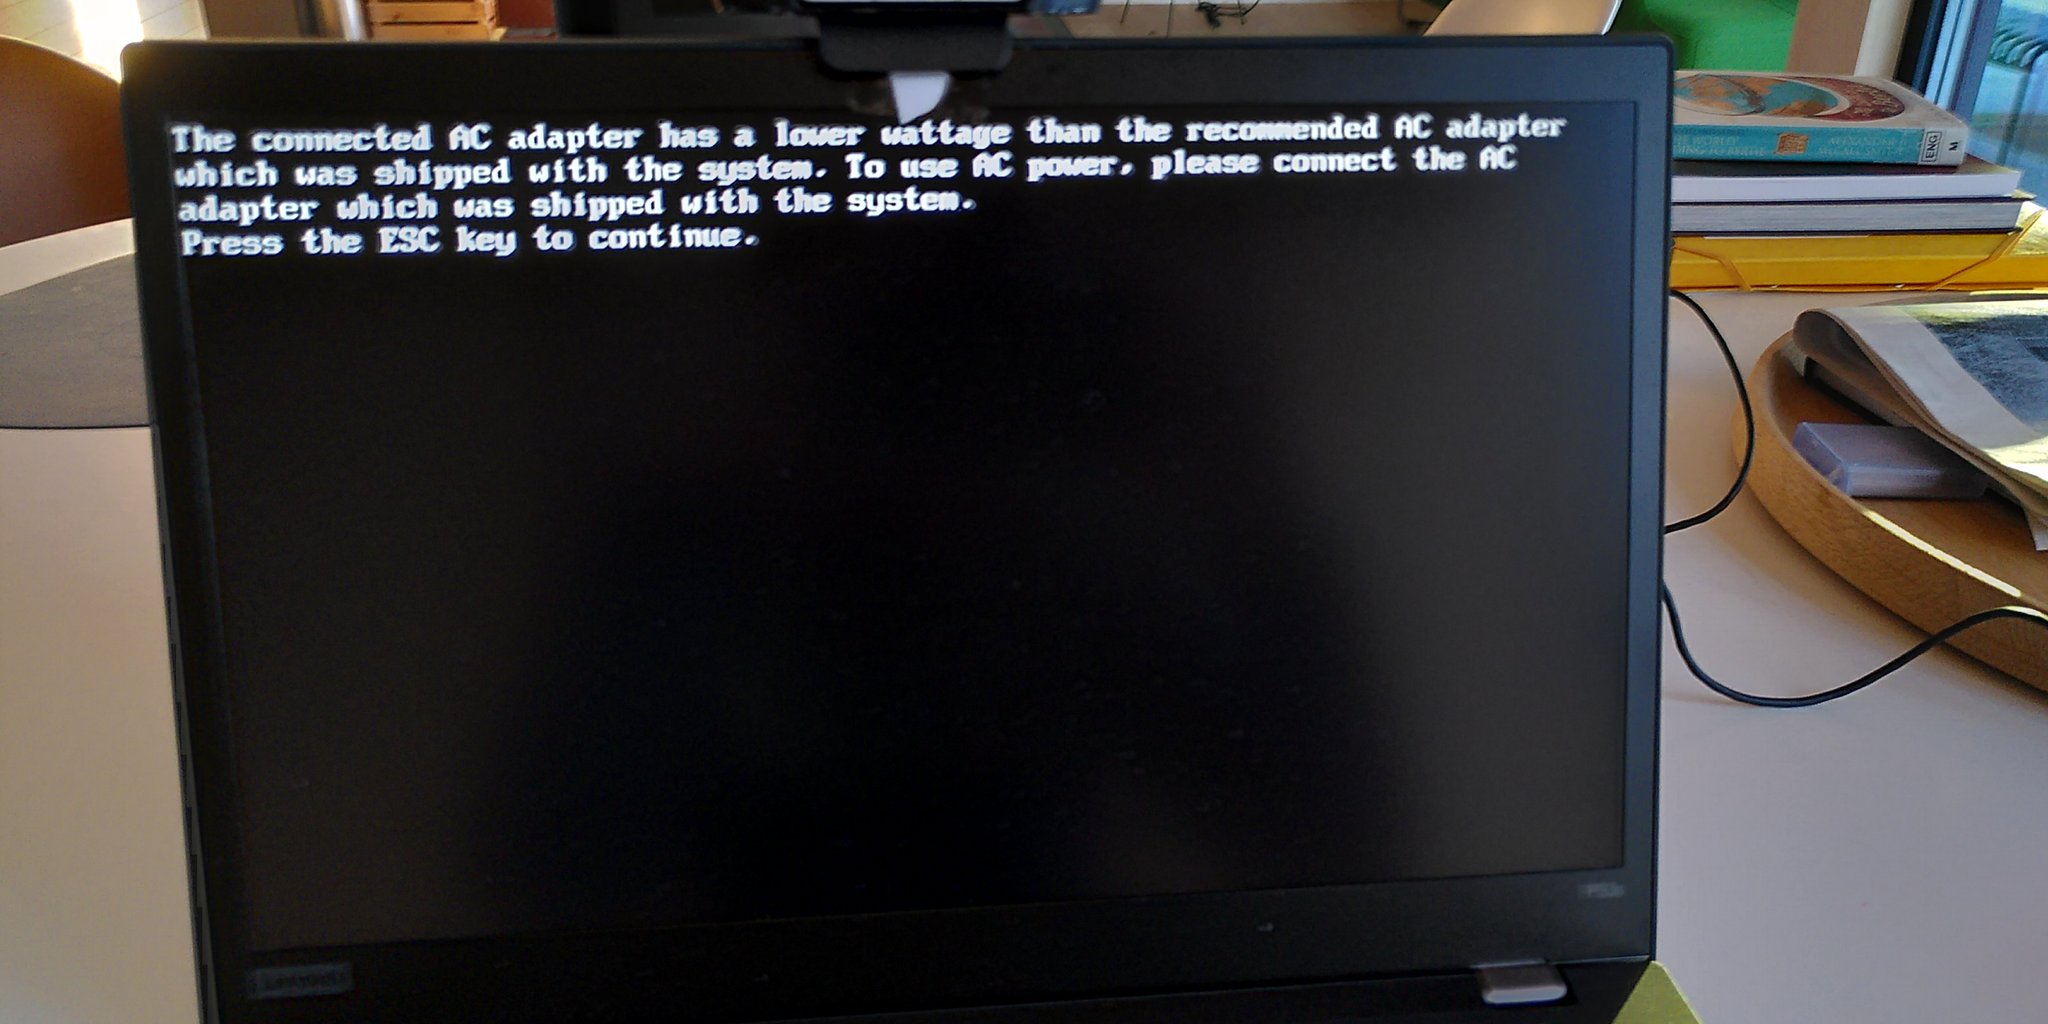 The connected AC adapter has a lower wattage than the recommended AC adapter
which was shipped with the system. To use AC power, please connect the AC
adapter which was shipped with the system.
Press the ESC key to continue.
ENG
M